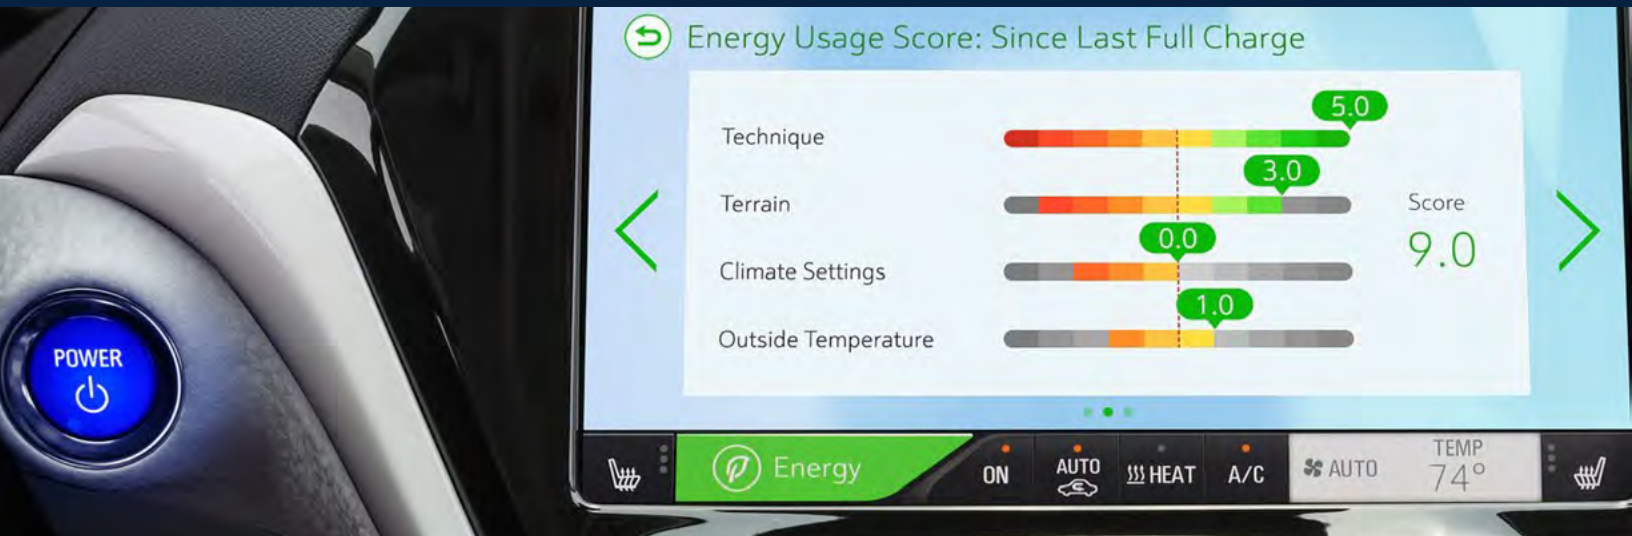 Energy Usage Score: Since Last Full Charge
Technique
5.0
Terrain
3.0
Climate Settings
0.0
Outside Temperature
1.0
Score
9.0
POWER
Energy
ON
AUTO
HEAT
A/C
AUTO
TEMP
74°